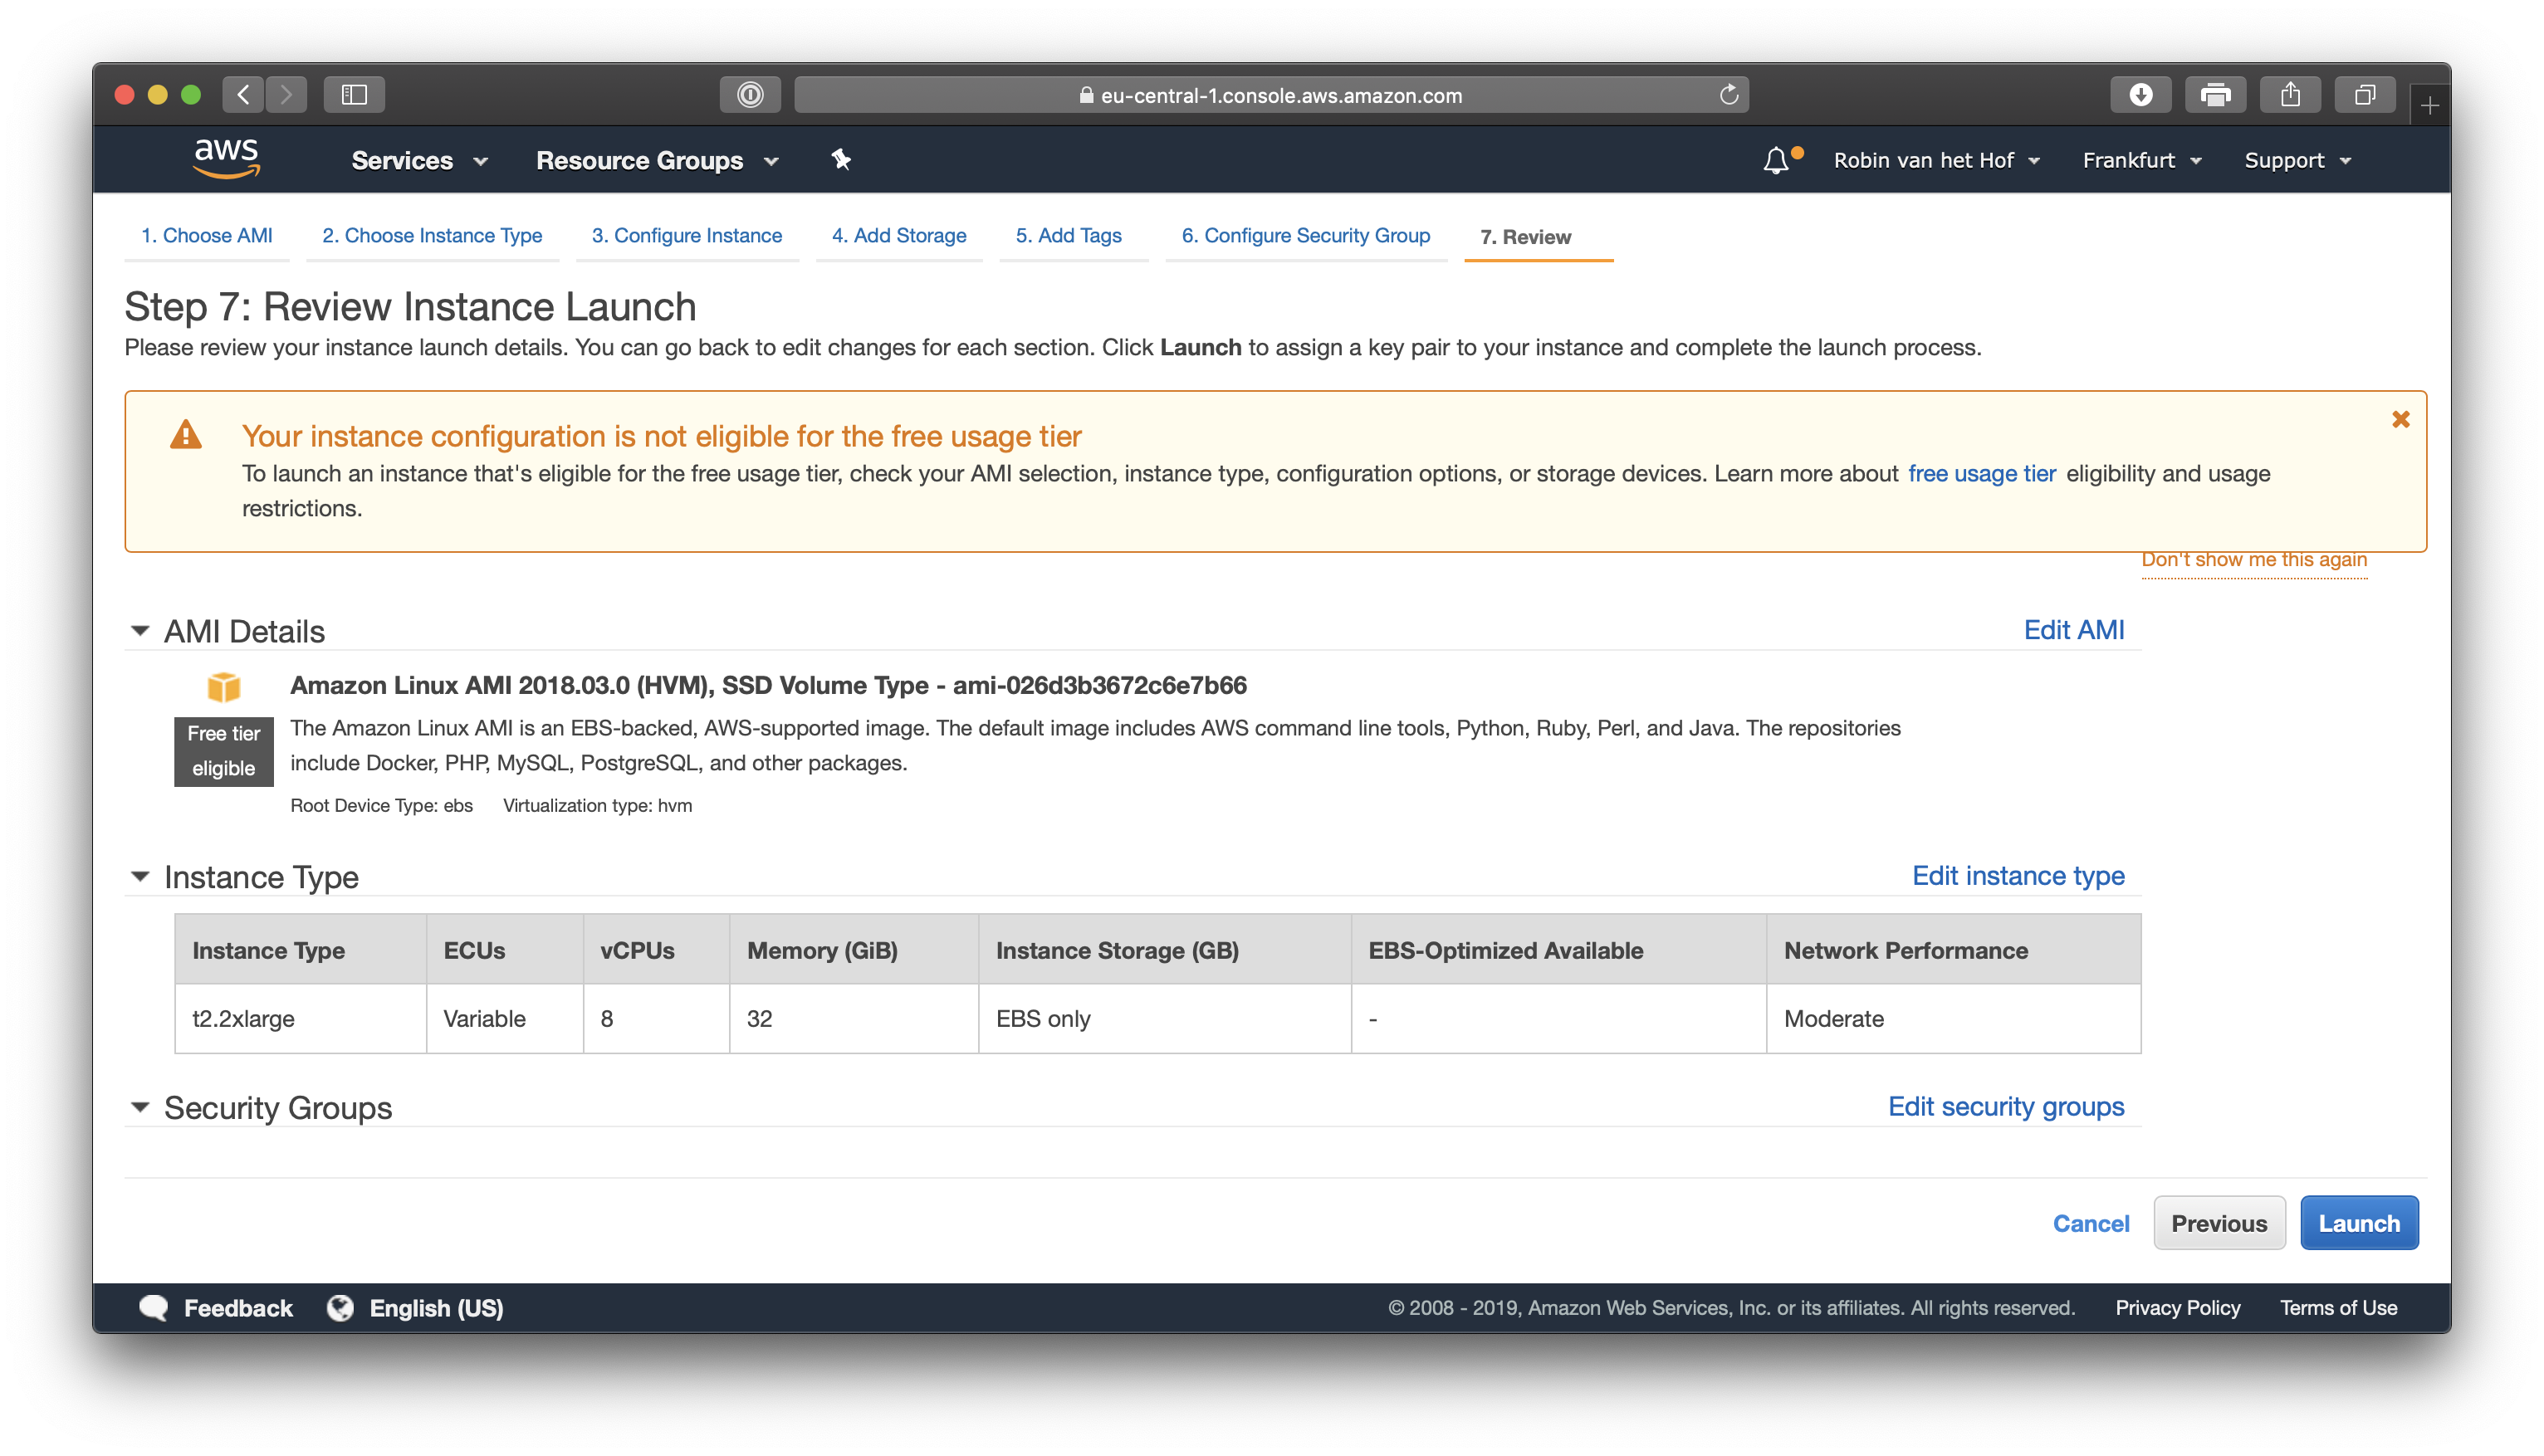 eu-central-1.console.aws.amazon.com
aws Services Resource Groups Robin van het Hof Frankfurt Support
1. Choose AMI 2. Choose Instance Type 3. Configure Instance 4. Add Storage 5. Add Tags 6. Configure Security Group 7. Review
Step 7: Review Instance Launch
Please review your instance launch details. You can go back to edit changes for each section. Click Launch to assign a key pair to your instance and complete the launch process.
Your instance configuration is not eligible for the free usage tier
To launch an instance that's eligible for the free usage tier, check your AMI selection, instance type, configuration options, or storage devices. Learn more about free usage tier eligibility and usage
restrictions.
Don't show me this again
AMI Details Edit AMI
Amazon Linux AMI 2018.03.0 (HVM), SSD Volume Type - ami-026d3b3672c6e7b66
Free tier
eligible
The Amazon Linux AMI is an EBS-backed, AWS-supported image. The default image includes AWS command line tools, Python, Ruby, Perl, and Java. The repositories
include Docker, PHP, MySQL, PostgreSQL, and other packages.
Root Device Type: ebs Virtualization type: hvm
Instance Type Edit instance type
Instance Type ECUs vCPUs Memory (GiB) Instance Storage (GB) EBS-Optimized Available Network Performance
t2.2xlarge Variable 8 32 EBS only - Moderate
Security Groups Edit security groups
Cancel Previous Launch
Feedback English (US) © 2008 - 2019, Amazon Web Services, Inc. or its affiliates. All rights reserved. Privacy Policy Terms of Use